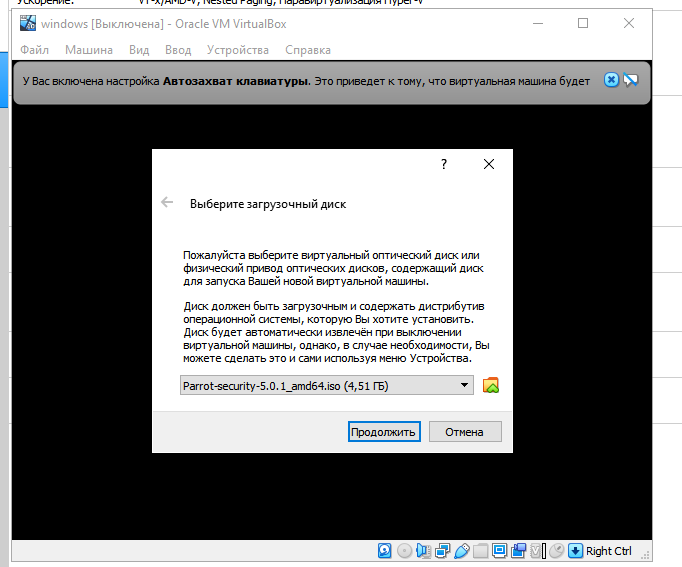 Ускорение: VT-x/AMD-V, Nested Paging, Паравиртуализация Hyper-V
windows [Выключена] - Oracle VM VirtualBox
Файл Машина Вид Ввод Устройства Справка
У Вас включена настройка Автозахват клавиатуры. Это приведет к тому, что виртуальная машина будет
?
Выберите загрузочный диск
Пожалуйста выберите виртуальный оптический диск или
физический привод оптических дисков, содержащий диск
для запуска Вашей новой виртуальной машины.
Диск должен быть загрузочным и содержать дистрибутив
операционной системы, которую Вы хотите установить.
Диск будет автоматически извлечён при выключении
виртуальной машины, однако, в случае необходимости, Вы
можете сделать это и сами используя меню Устройства.
Parrot-security-5.0.1_amd64.iso (4,51 ГБ)
Продолжить Отмена
Right Ctrl